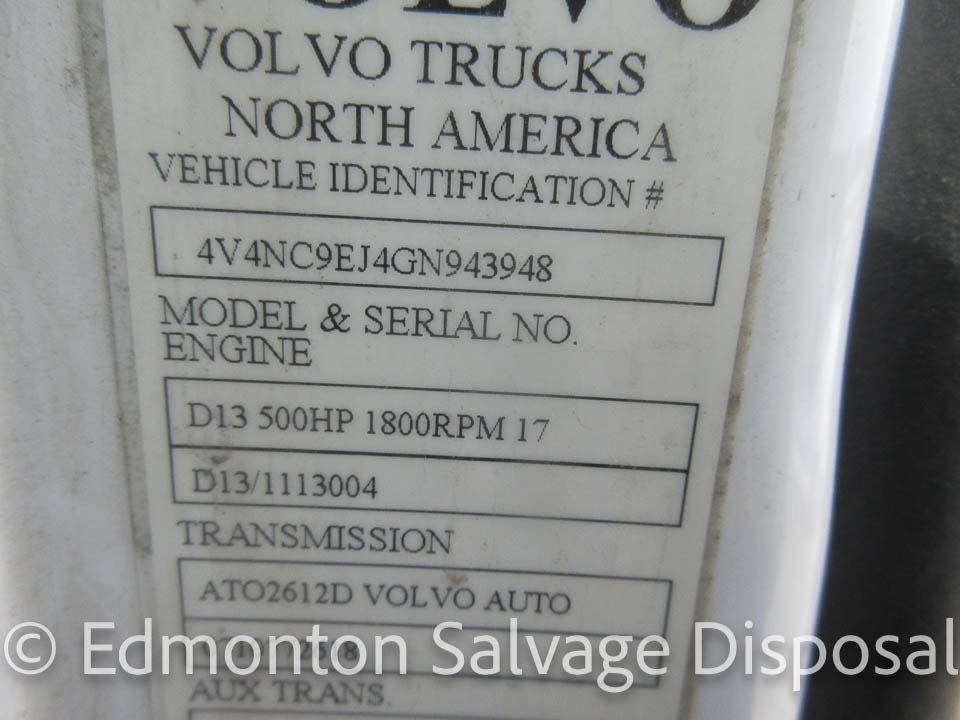 VOLVO
VOLVO TRUCKS
NORTH AMERICA
VEHICLE IDENTIFICATION #
4V4NC9EJ4GN943948
MODEL & SERIAL NO.
ENGINE
D13 500HP 1800RPM 17
D13/1113004
TRANSMISSION
ATO2612D VOLVO AUTO
© Edmonton Salvage Disposal
AUX TRANS.